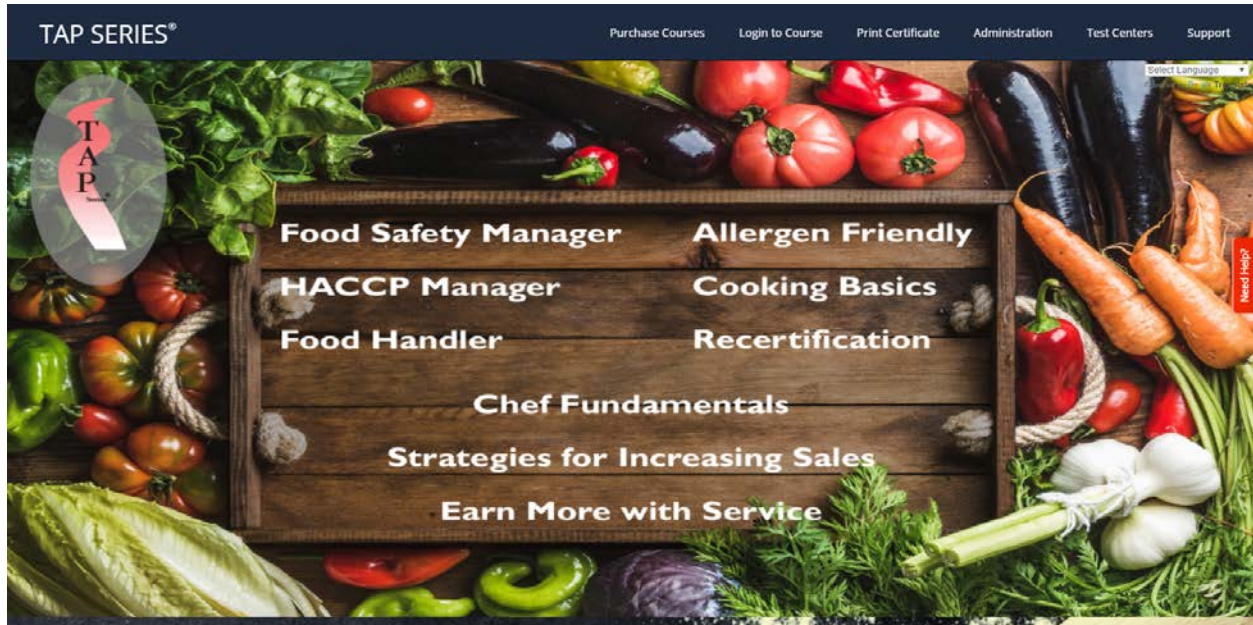 TAP SERIES®
Purchase Courses Login to Course Print Certificate Administration Test Centers Support
Select Language
T
A
P
Series®
Need Help?
Food Safety Manager Allergen Friendly
HACCP Manager Cooking Basics
Food Handler Recertification
Chef Fundamentals
Strategies for Increasing Sales
Earn More with Service